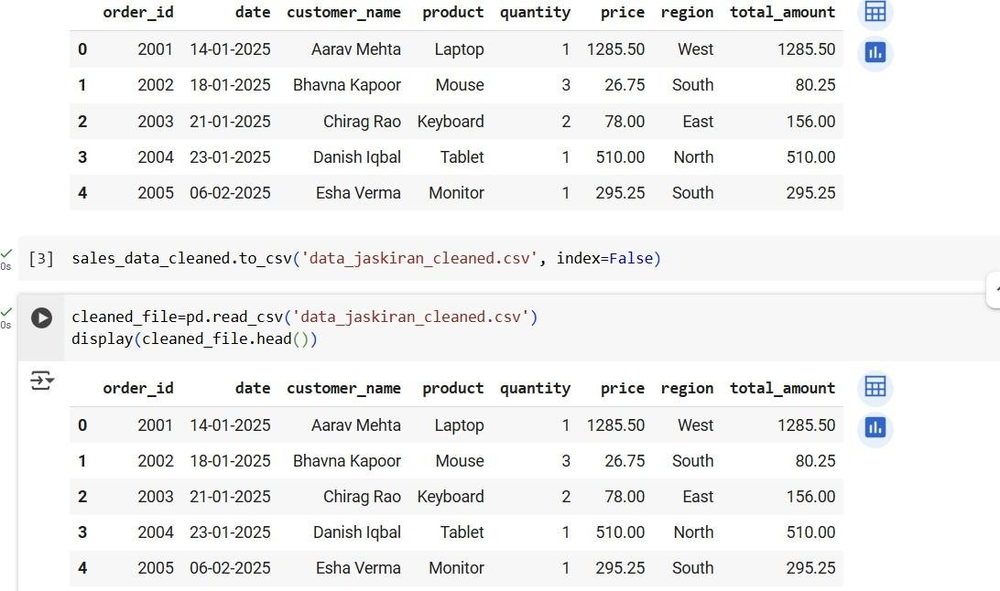 order_id date customer_name product quantity price region total_amount
0 2001 14-01-2025 Aarav Mehta Laptop 1 1285.50 West 1285.50
1 2002 18-01-2025 Bhavna Kapoor Mouse 3 26.75 South 80.25
2 2003 21-01-2025 Chirag Rao Keyboard 2 78.00 East 156.00
3 2004 23-01-2025 Danish Iqbal Tablet 1 510.00 North 510.00
4 2005 06-02-2025 Esha Verma Monitor 1 295.25 South 295.25
[3] sales_data_cleaned.to_csv('data_jaskiran_cleaned.csv', index=False)
0s
cleaned_file=pd.read_csv('data_jaskiran_cleaned.csv')
0s
display(cleaned_file.head())
order_id date customer_name product quantity price region total_amount
0 2001 14-01-2025 Aarav Mehta Laptop 1 1285.50 West 1285.50
1 2002 18-01-2025 Bhavna Kapoor Mouse 3 26.75 South 80.25
2 2003 21-01-2025 Chirag Rao Keyboard 2 78.00 East 156.00
3 2004 23-01-2025 Danish Iqbal Tablet 1 510.00 North 510.00
4 2005 06-02-2025 Esha Verma Monitor 1 295.25 South 295.25